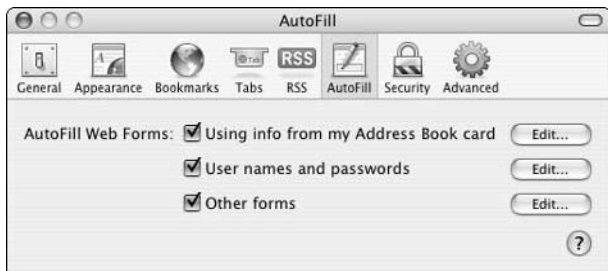 AutoFill
RSS
General Appearance Bookmarks Tabs RSS AutoFill Security Advanced
AutoFill Web Forms: Using info from my Address Book card Edit...
User names and passwords Edit...
Other forms Edit...
?